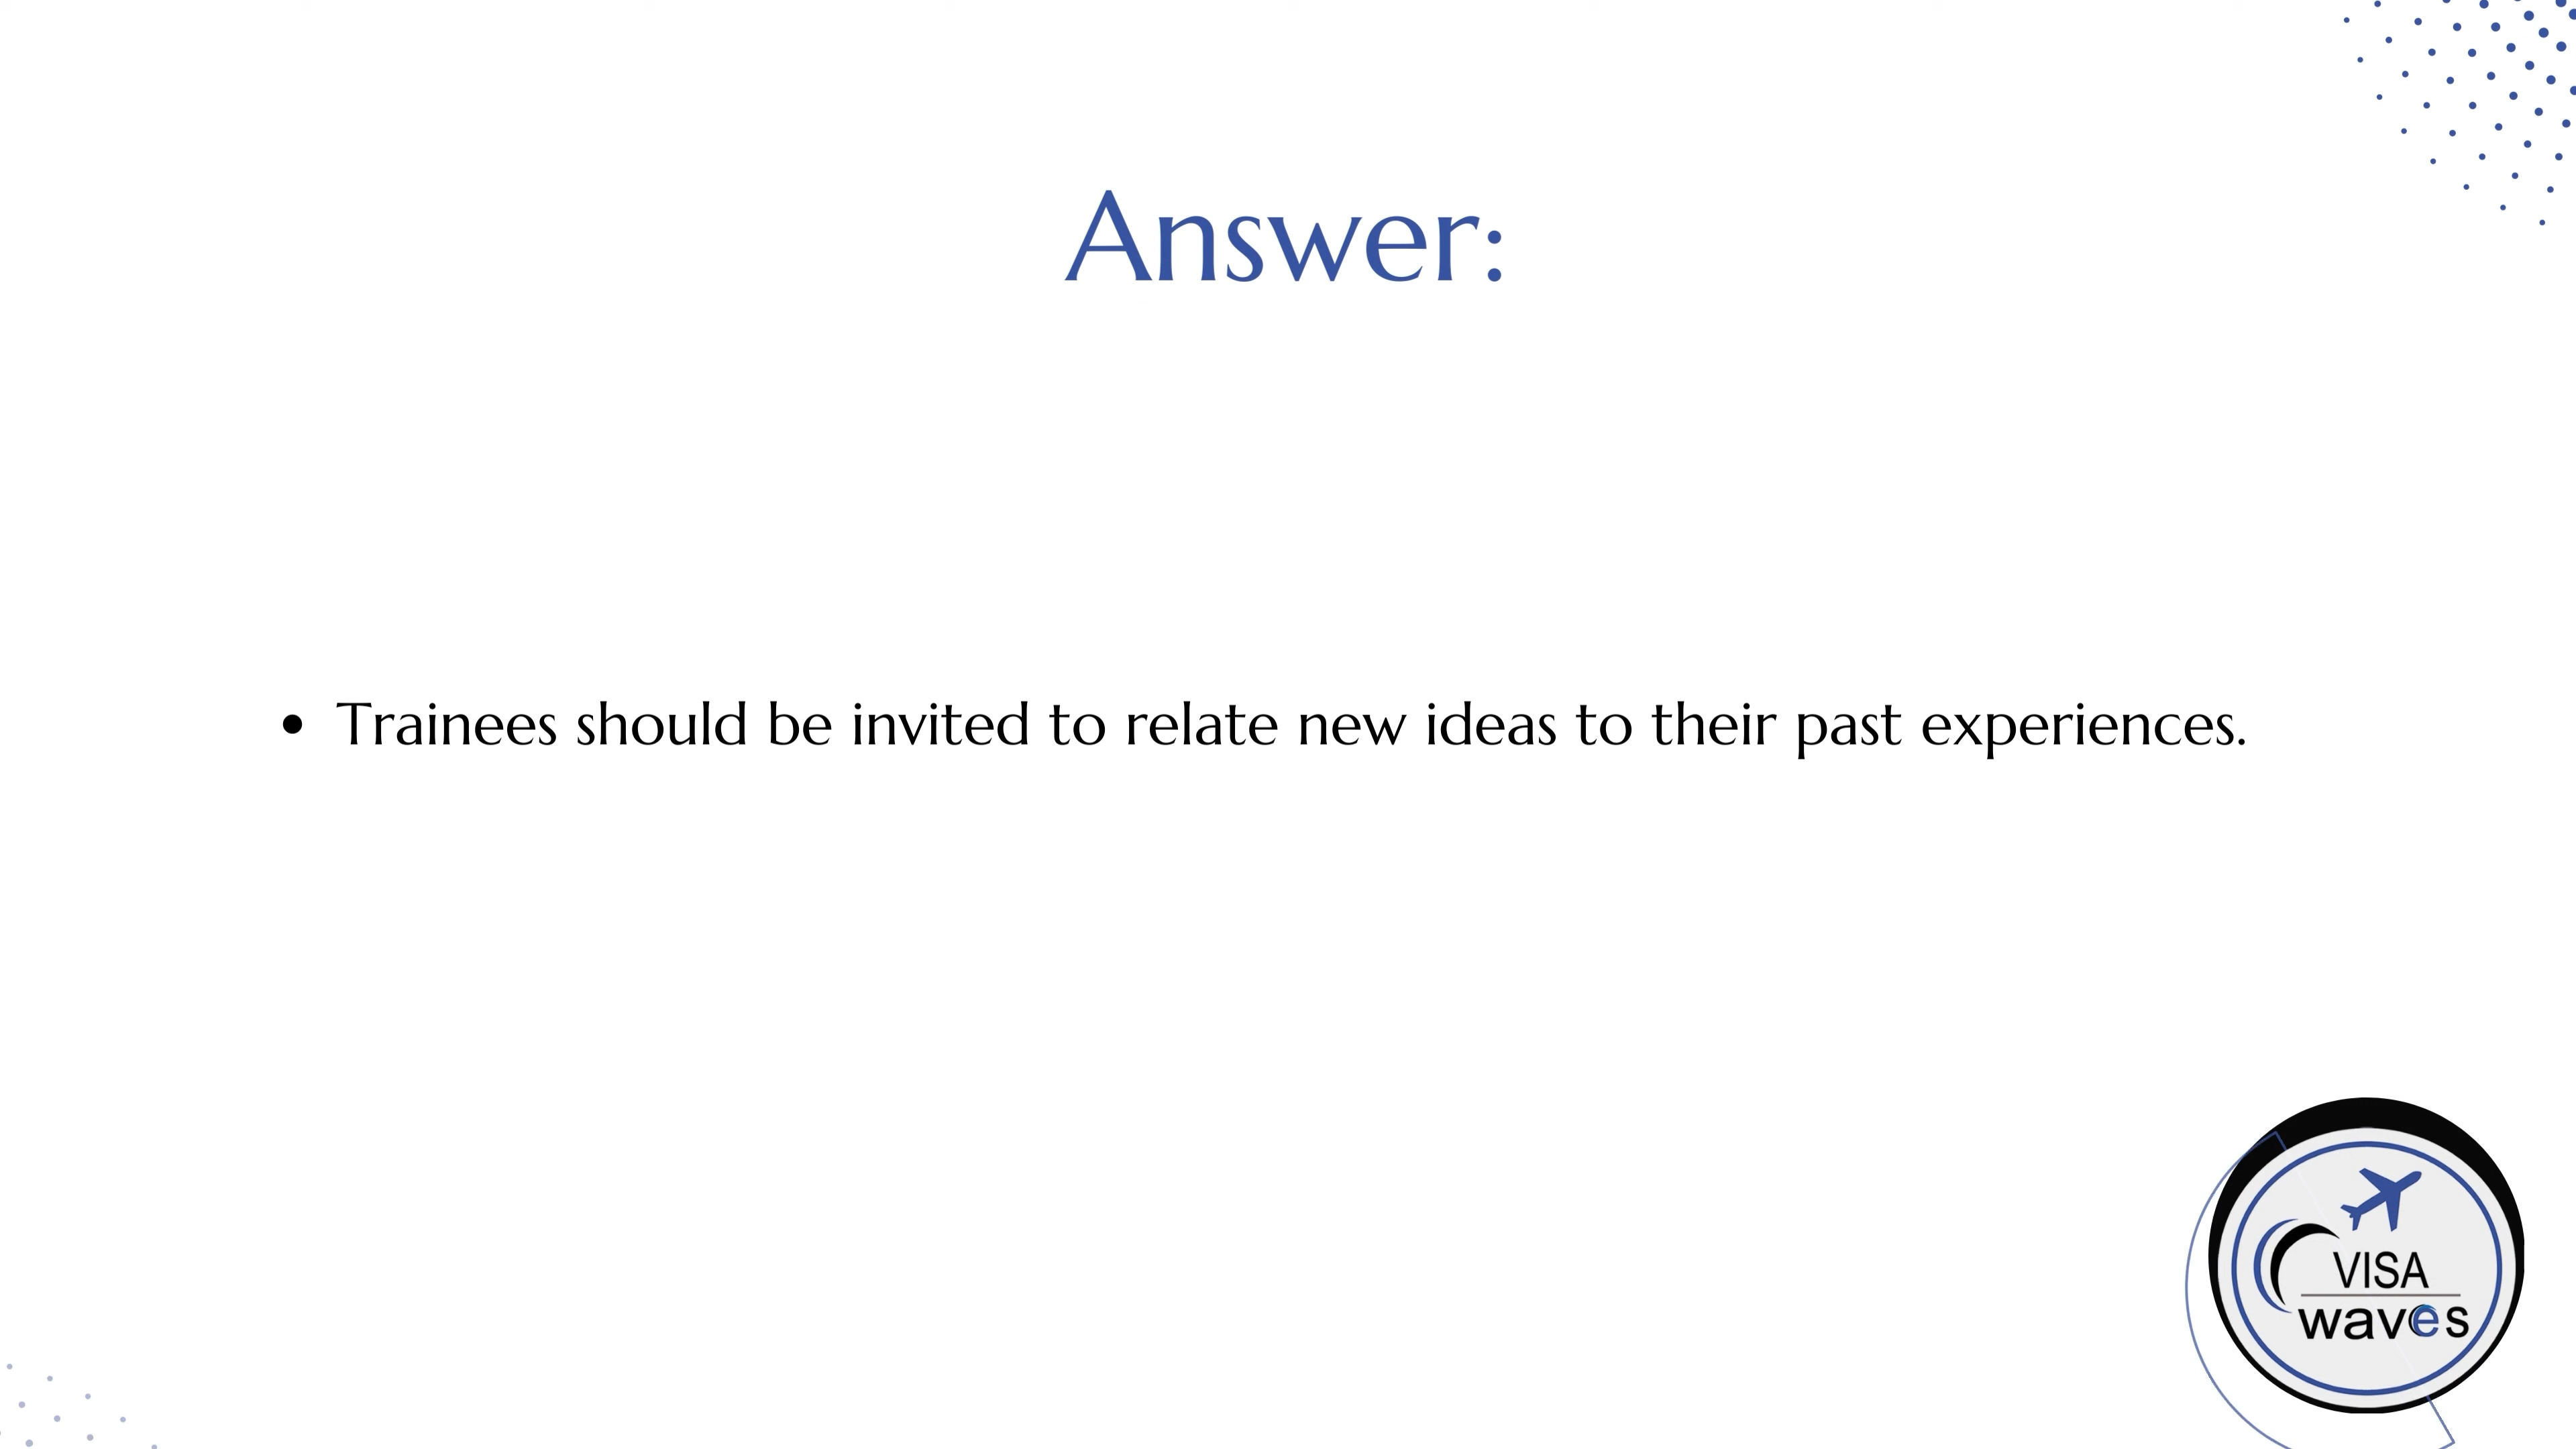 Answer:
• Trainees should be invited to relate new ideas to their past experiences.
VISA
waves